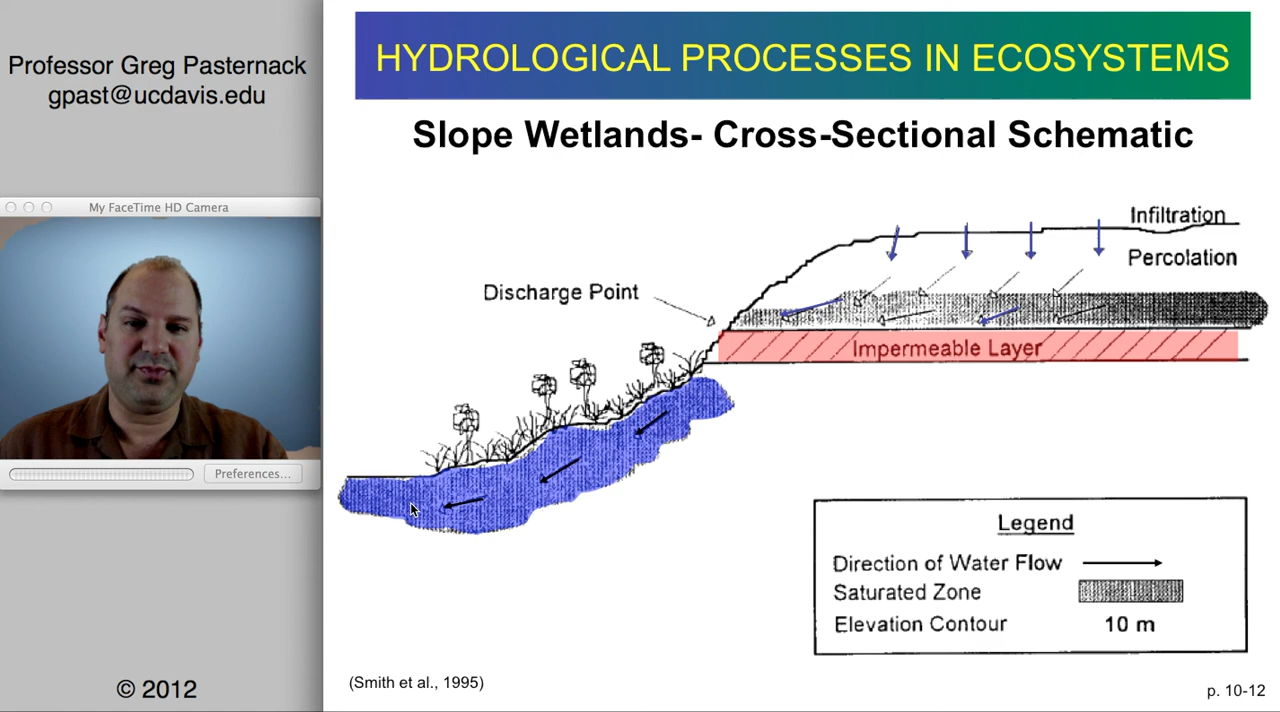 Professor Greg Pasternack
gpast@ucdavis.edu
My FaceTime HD Camera
Preferences...
© 2012
HYDROLOGICAL PROCESSES IN ECOSYSTEMS
Slope Wetlands- Cross-Sectional Schematic
Infiltration
Percolation
Discharge Point
Impermeable Layer
Legend
Direction of Water Flow
Saturated Zone
Elevation Contour 10 m
(Smith et al., 1995)
p. 10-12